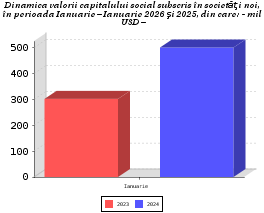 Dinamica valorii capitalului social subscris în societăți noi,
în perioada Ianuarie – Ianuarie 2026 și 2025, din care: - mil
USD –
500
400
300
200
100
0
Ianuarie
2023
2024